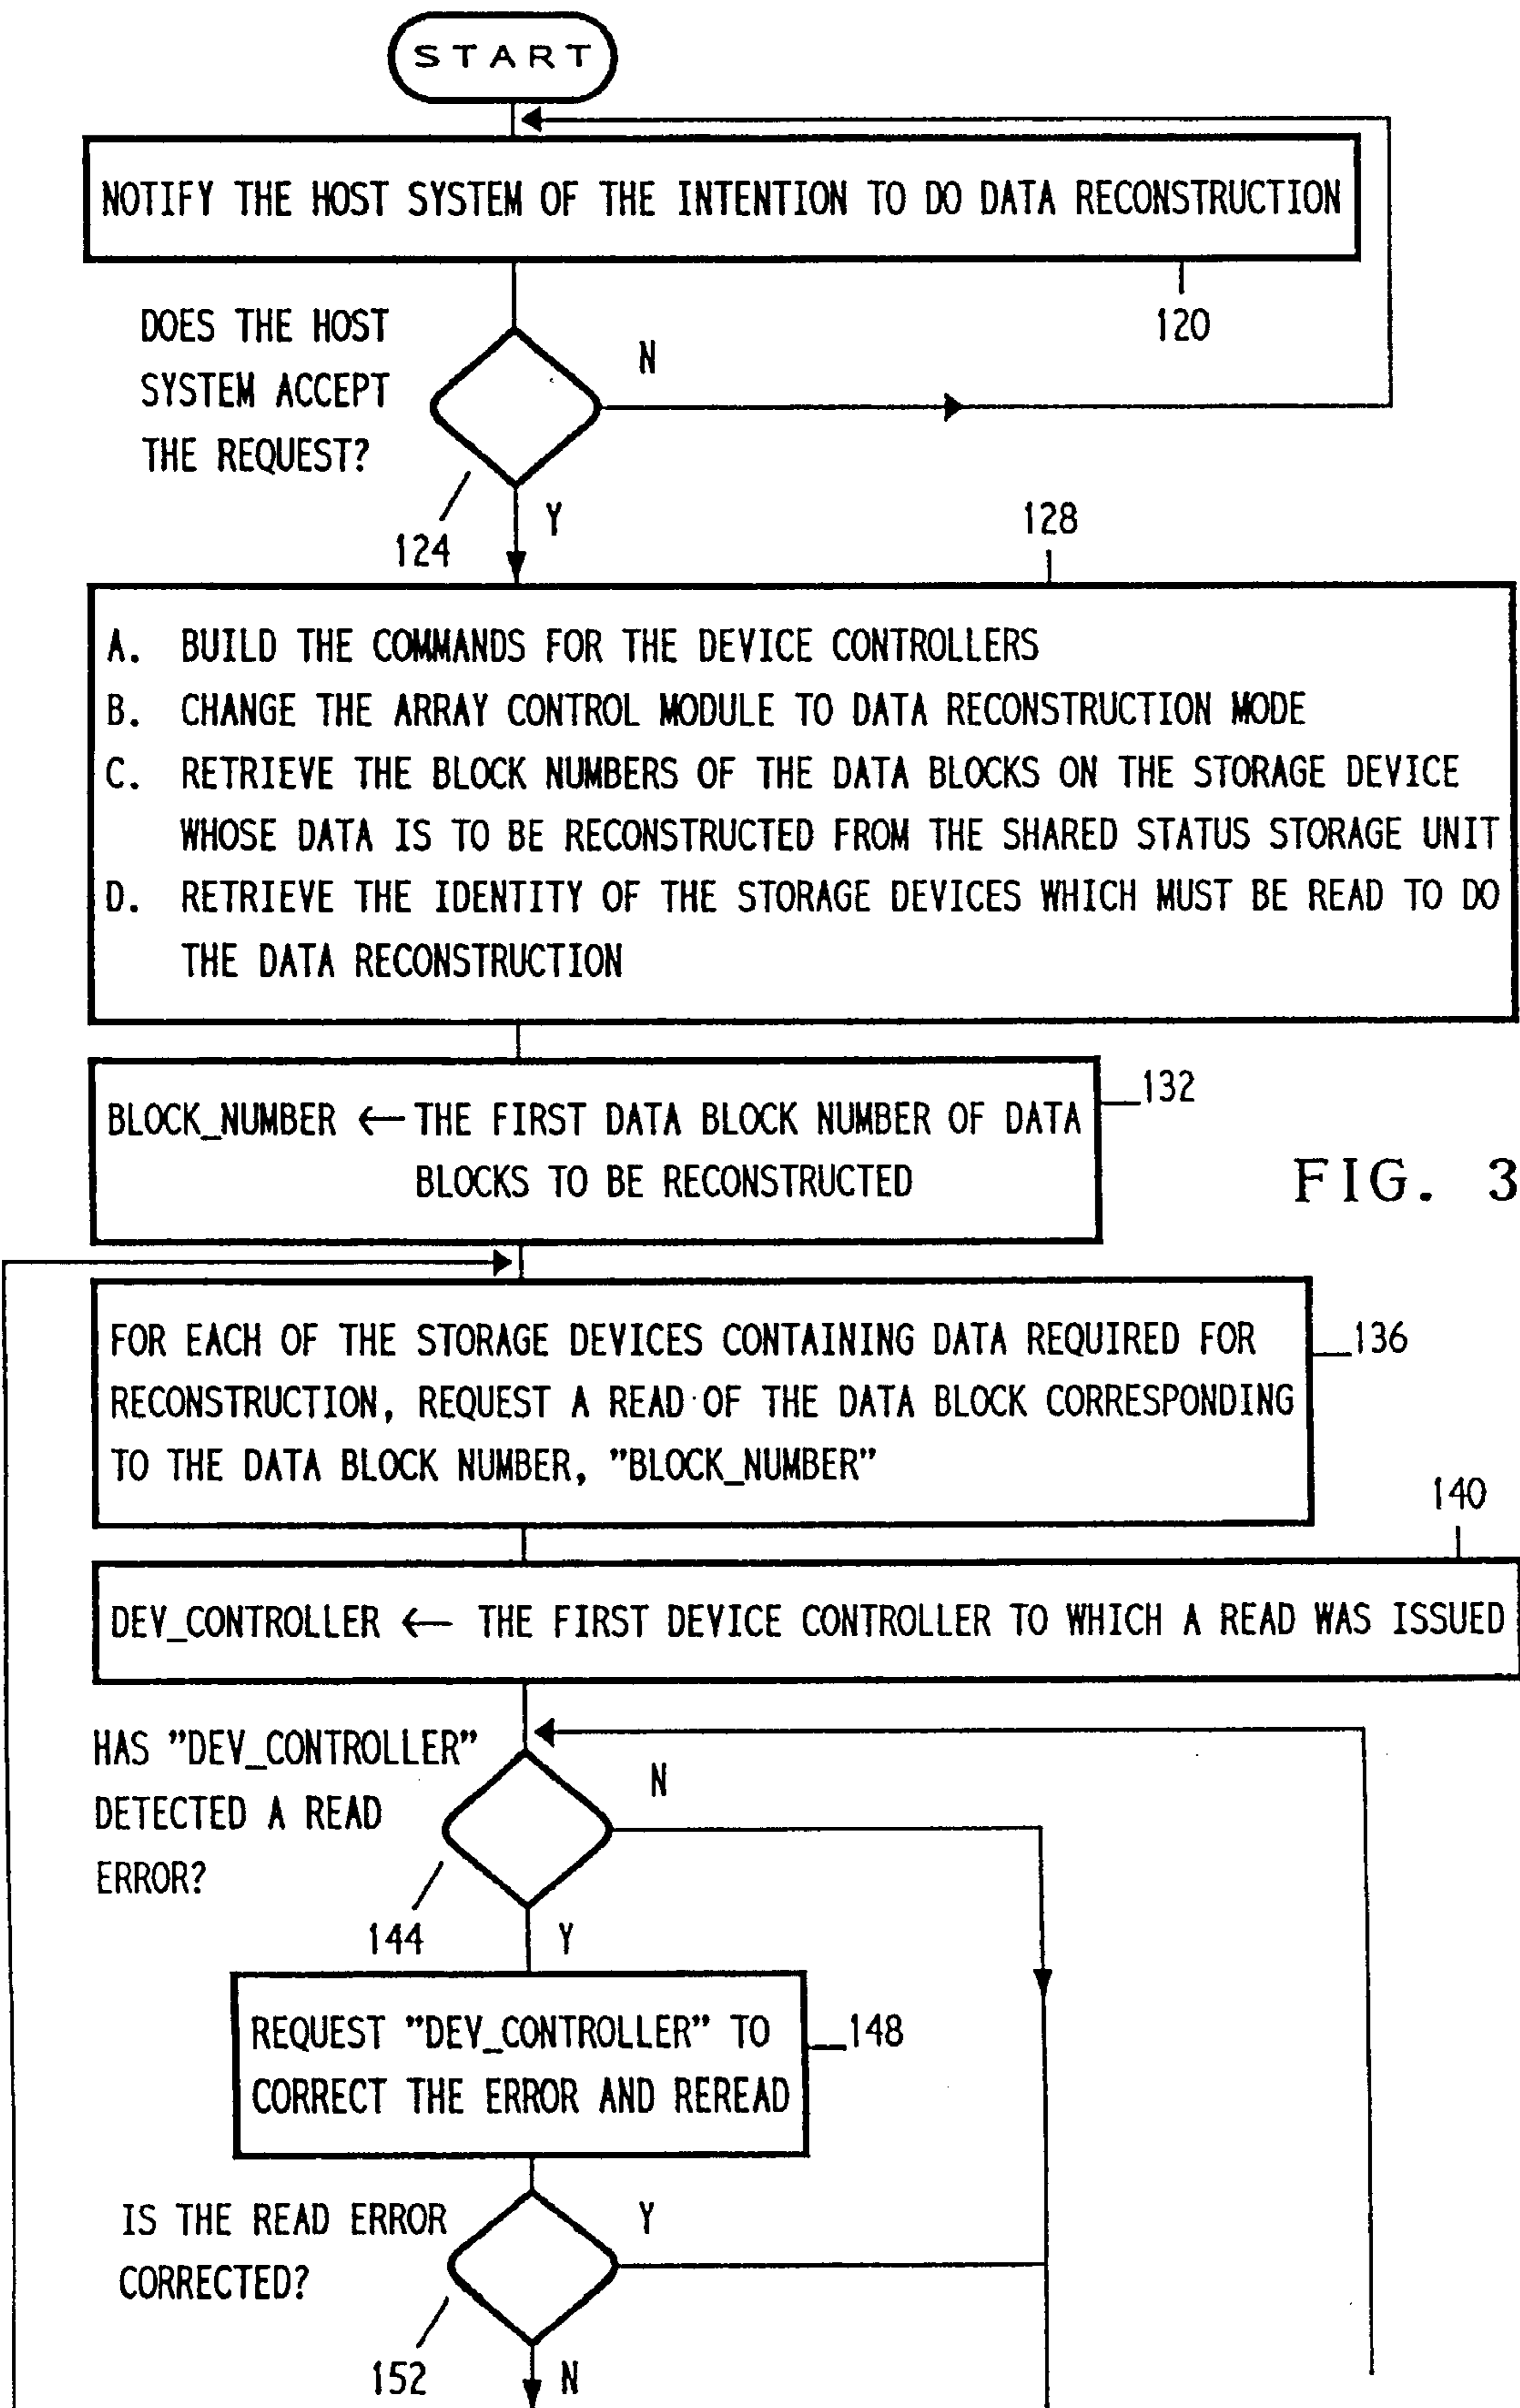 START
NOTIFY THE HOST SYSTEM OF THE INTENTION TO DO DATA RECONSTRUCTION
120
DOES THE HOST
SYSTEM ACCEPT
THE REQUEST?
N
124
Y
128
A. BUILD THE COMMANDS FOR THE DEVICE CONTROLLERS
B. CHANGE THE ARRAY CONTROL MODULE TO DATA RECONSTRUCTION MODE
C. RETRIEVE THE BLOCK NUMBERS OF THE DATA BLOCKS ON THE STORAGE DEVICE
WHOSE DATA IS TO BE RECONSTRUCTED FROM THE SHARED STATUS STORAGE UNIT
D. RETRIEVE THE IDENTITY OF THE STORAGE DEVICES WHICH MUST BE READ TO DO
THE DATA RECONSTRUCTION
132
BLOCK_NUMBER ← THE FIRST DATA BLOCK NUMBER OF DATA
BLOCKS TO BE RECONSTRUCTED
FIG. 3
FOR EACH OF THE STORAGE DEVICES CONTAINING DATA REQUIRED FOR
RECONSTRUCTION, REQUEST A READ OF THE DATA BLOCK CORRESPONDING
TO THE DATA BLOCK NUMBER, "BLOCK_NUMBER"
136
140
DEV_CONTROLLER ← THE FIRST DEVICE CONTROLLER TO WHICH A READ WAS ISSUED
HAS "DEV_CONTROLLER"
DETECTED A READ
ERROR?
N
144
Y
REQUEST "DEV_CONTROLLER" TO
CORRECT THE ERROR AND REREAD
148
IS THE READ ERROR
CORRECTED?
Y
152
N